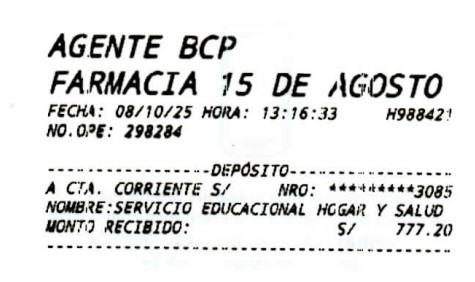 AGENTE BCP
FARMACIA 15 DE AGOSTO
FECHA: 08/10/25 HORA: 13:16:33 H988421
NO.OPE: 298284
-------------------DEPÓSITO-------------------
A CTA. CORRIENTE S/ NRO: *********3085
NOMBRE:SERVICIO EDUCACIONAL HOGAR Y SALUD
MONTO RECIBIDO: S/ 777.20
----------------------------------------------